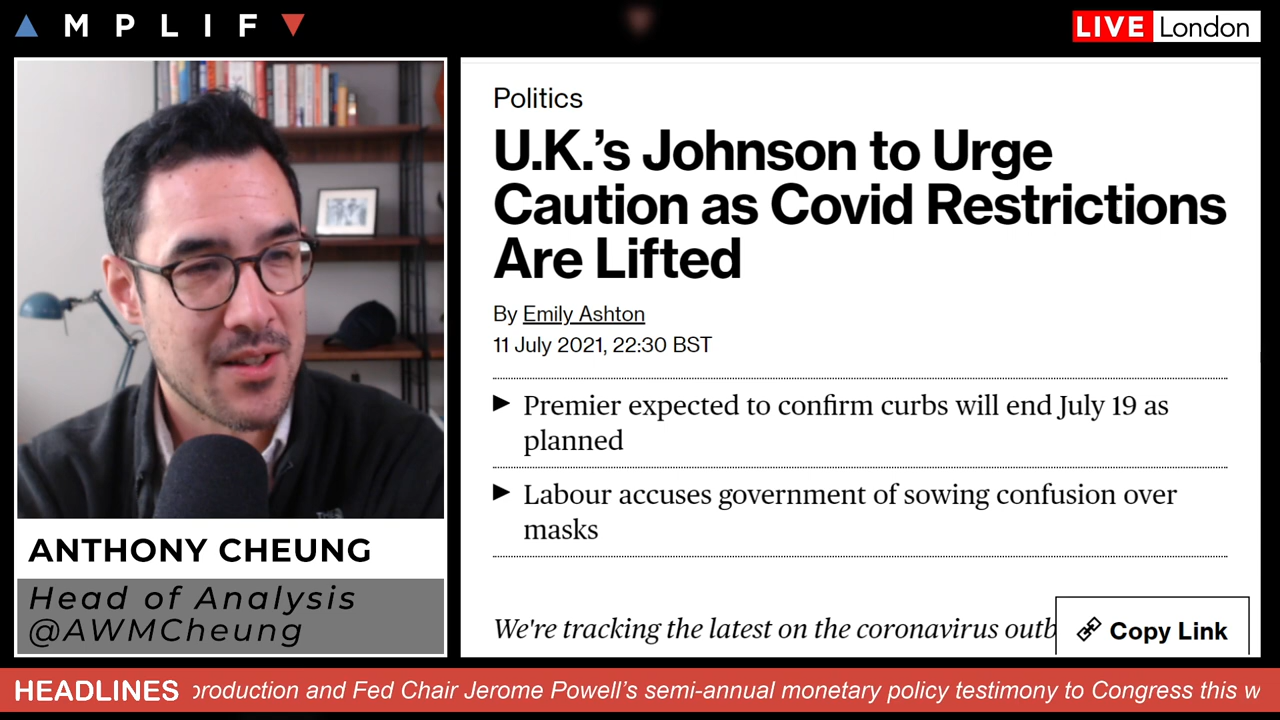 AMPLIFY
LIVE London
ANTHONY CHEUNG
Head of Analysis
@AWMCheung
Politics
U.K.’s Johnson to Urge
Caution as Covid Restrictions
Are Lifted
By Emily Ashton
11 July 2021, 22:30 BST
Premier expected to confirm curbs will end July 19 as
planned
Labour accuses government of sowing confusion over
masks
We're tracking the latest on the coronavirus outb
Copy Link
HEADLINES production and Fed Chair Jerome Powell’s semi-annual monetary policy testimony to Congress this w